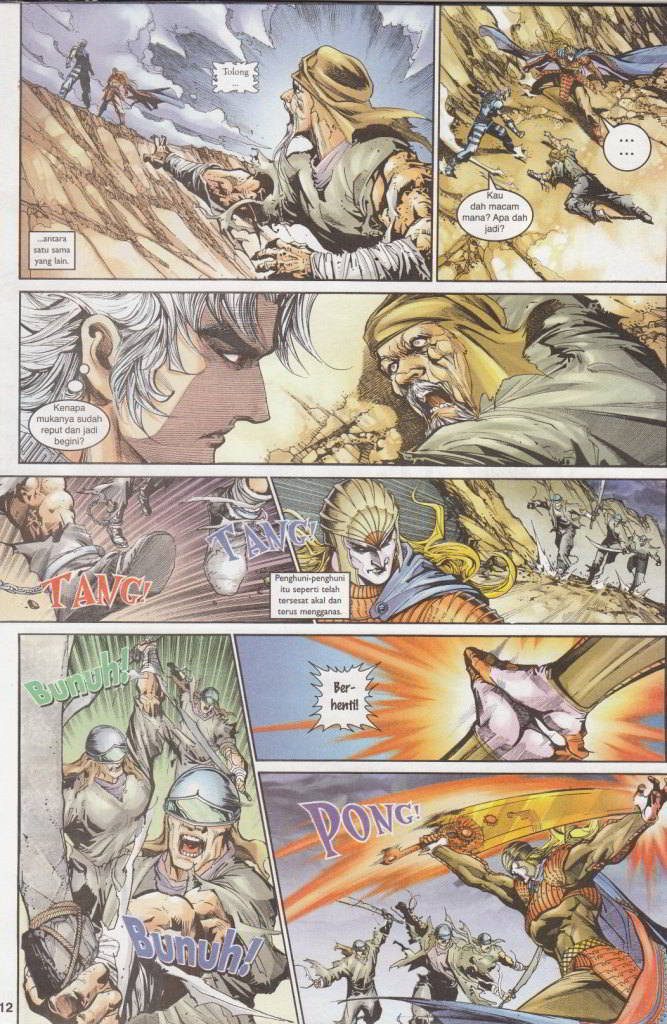 Tolong
...
...antara
satu sama
yang lain.
...
...
Kau
dah macam
mana? Apa dah
jadi?
Kenapa
mukanya sudah
reput dan jadi
begini?
TANG!
TANG!
Penghuni-penghuni
itu seperti telah
tersesat akal dan
terus mengganas.
Bunuh!
Bunuh!
Ber-
henti!
PONG!
12